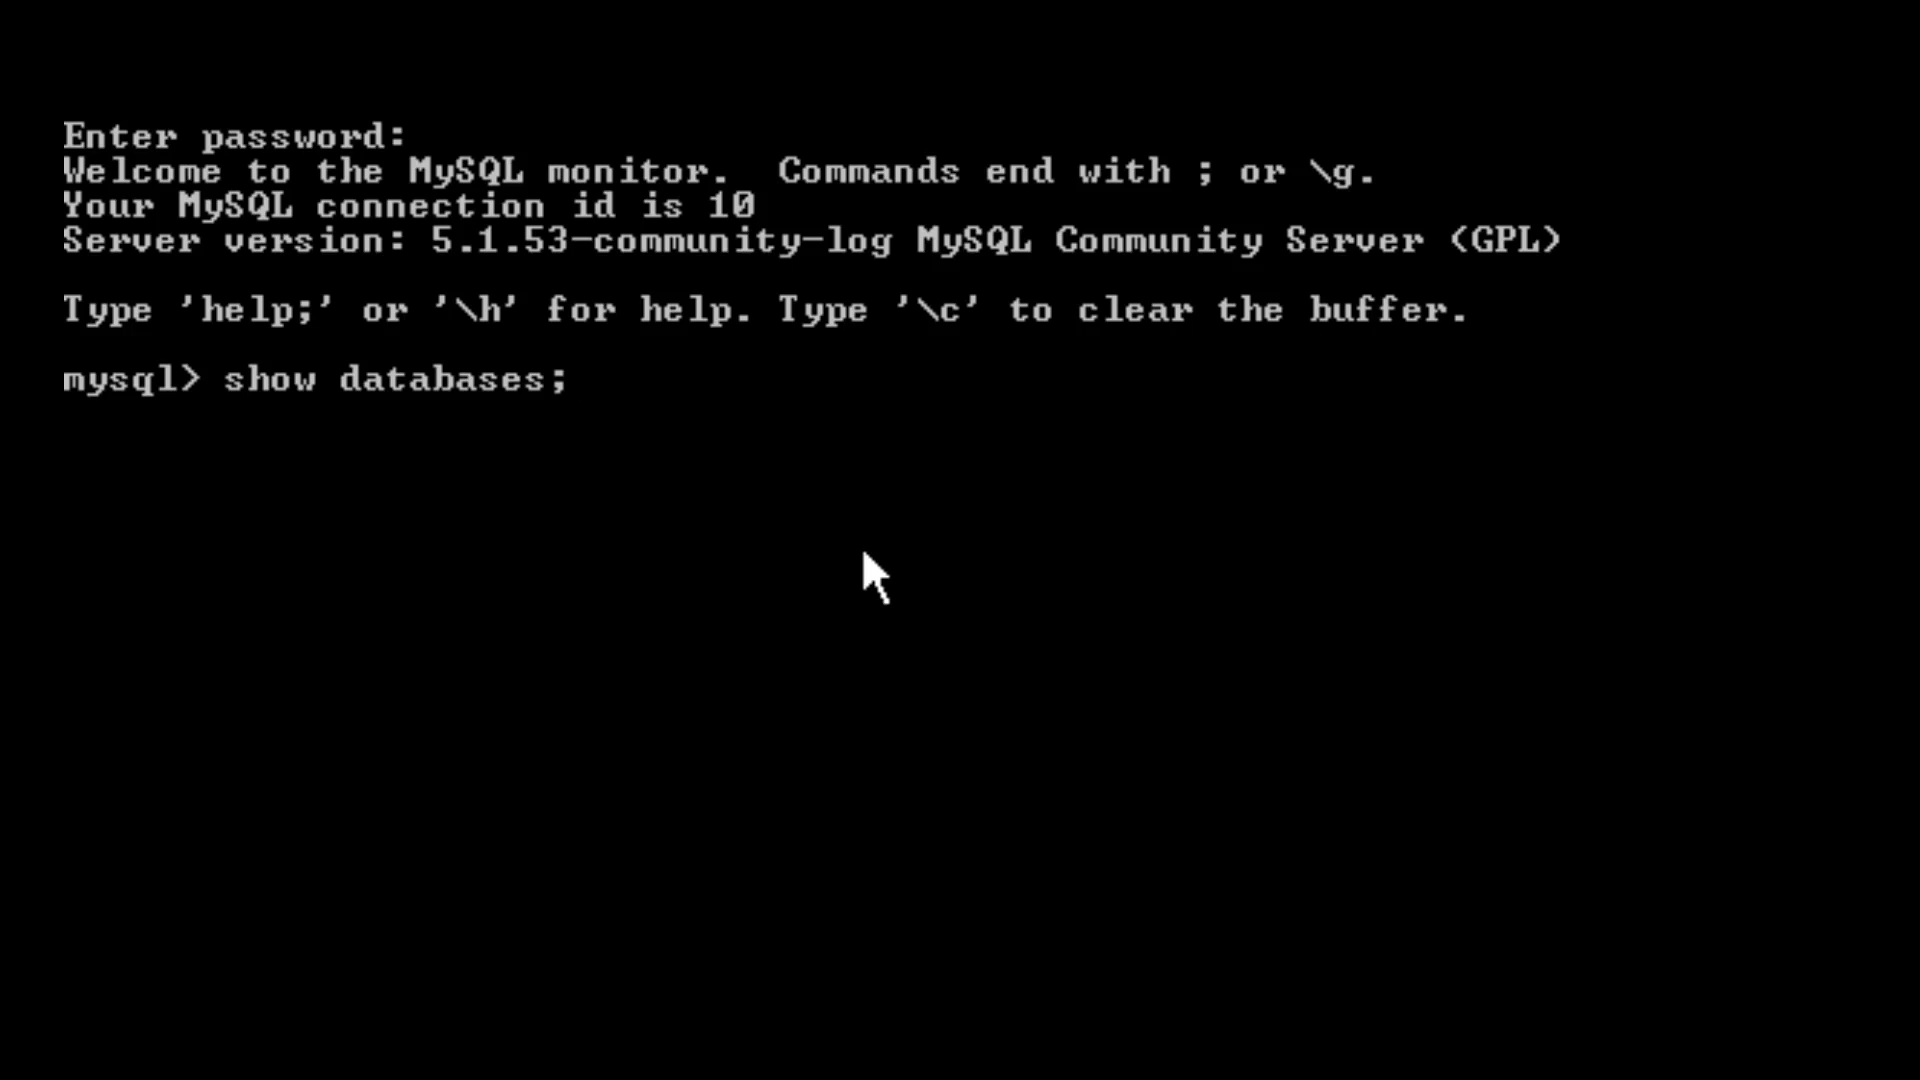 Enter password:
Welcome to the MySQL monitor.  Commands end with ; or \g.
Your MySQL connection id is 10
Server version: 5.1.53-community-log MySQL Community Server (GPL)
Type 'help;' or '\h' for help. Type '\c' to clear the buffer.
mysql> show databases;